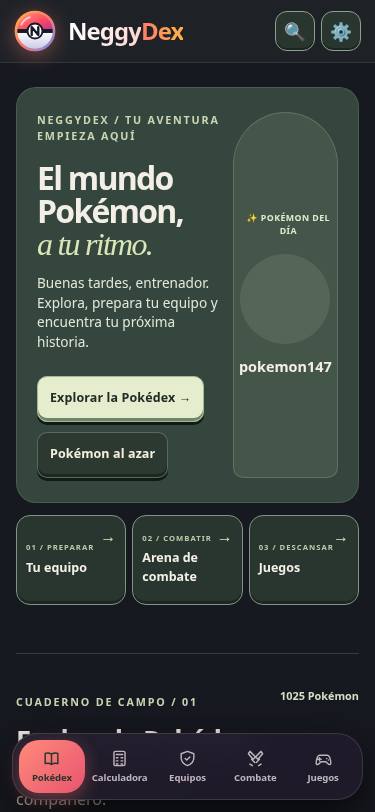 NeggyDex
NEGGYDEX / TU AVENTURA
EMPIEZA AQUÍ
El mundo
Pokémon,
a tu ritmo.
Buenas tardes, entrenador.
Explora, prepara tu equipo y
encuentra tu próxima
historia.
Explorar la Pokédex →
Pokémon al azar
✨ POKÉMON DEL
DÍA
pokemon147
01 / PREPARAR →
Tu equipo
02 / COMBATIR →
Arena de
combate
03 / DESCANSAR →
Juegos
CUADERNO DE CAMPO / 01
1025 Pokémon
Pokédex
Calculadora
Equipos
Combate
Juegos
compañero.